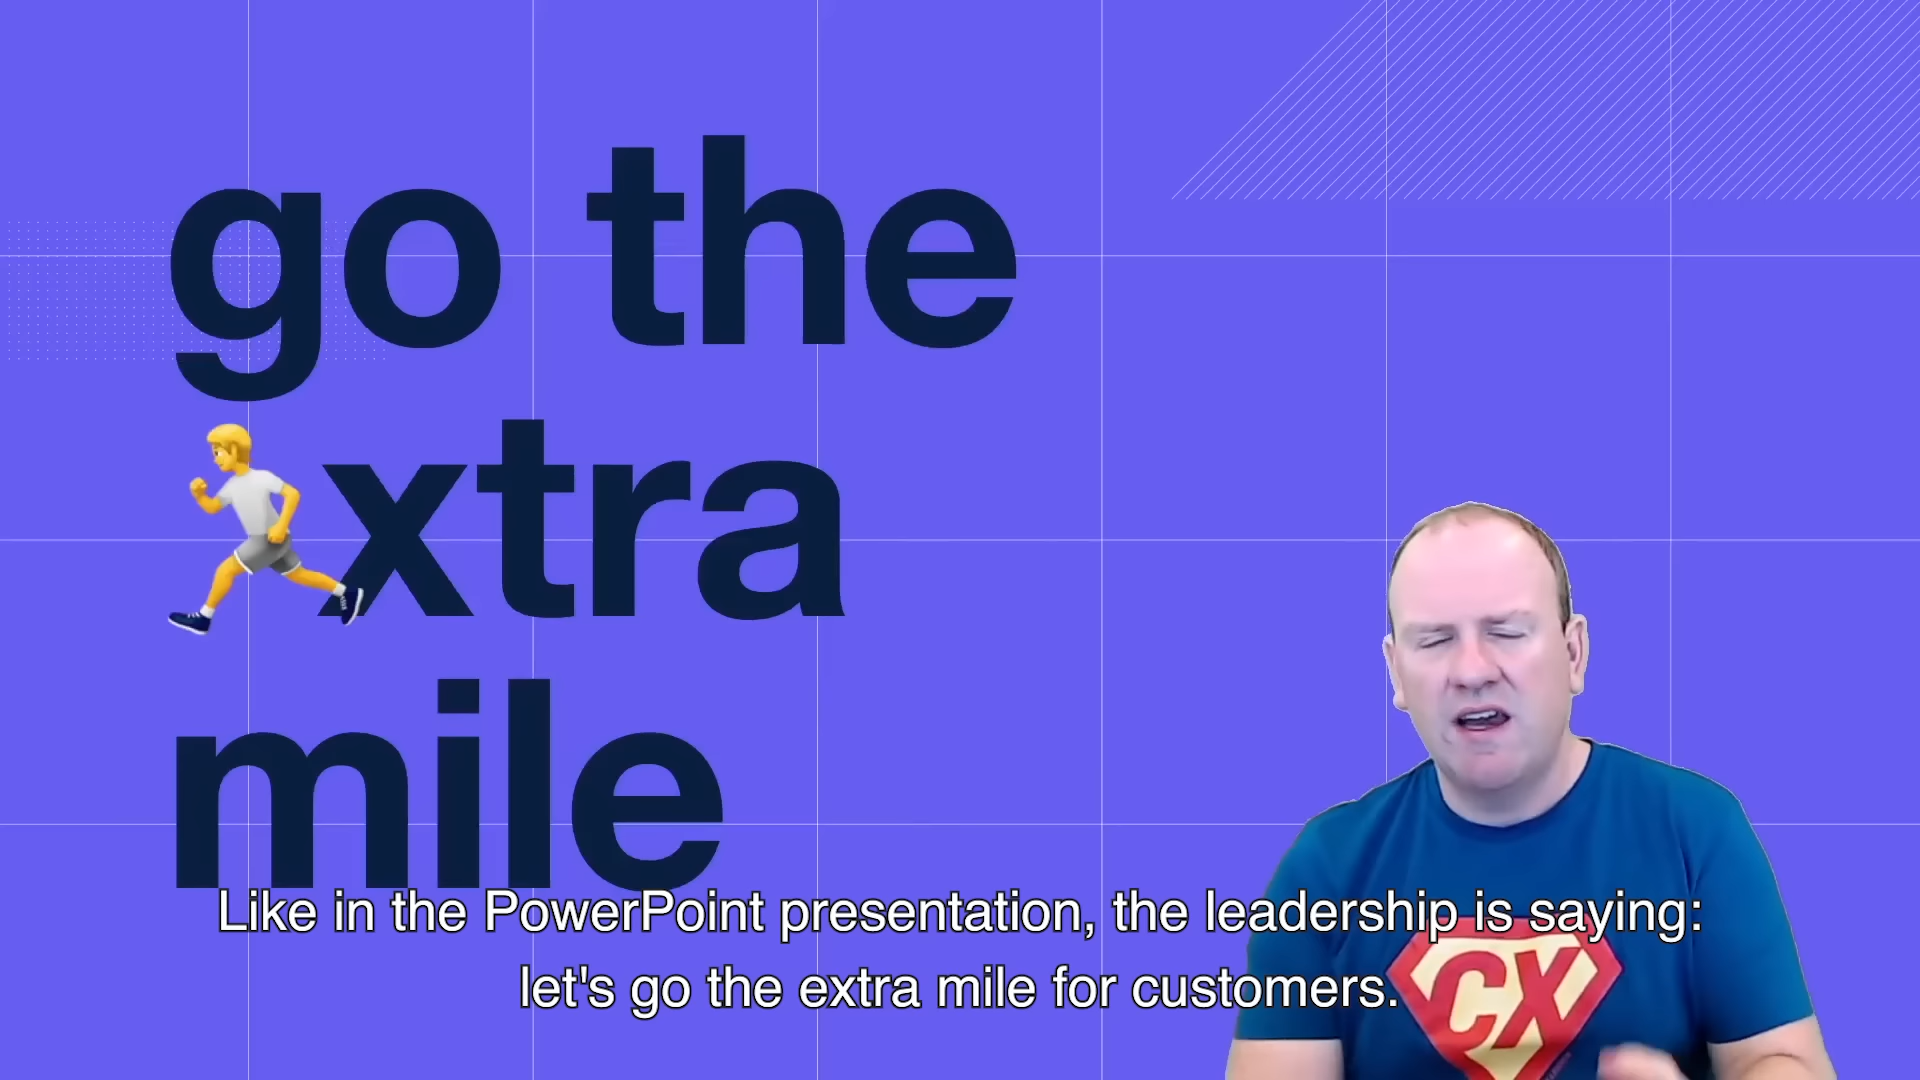 go the
xtra
mile
Like in the PowerPoint presentation, the leadership is saying:
let's go the extra mile for customers.
CX